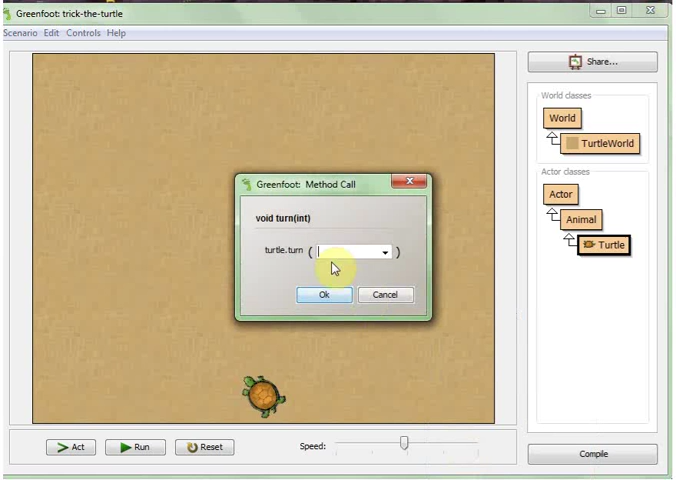 Greenfoot: trick-the-turtle
Scenario Edit Controls Help
Share...
World classes
World
TurtleWorld
Actor classes
Actor
Animal
Turtle
Greenfoot: Method Call
void turn(int)
turtle.turn ( )
Ok Cancel
Act Run Reset Speed:
Compile